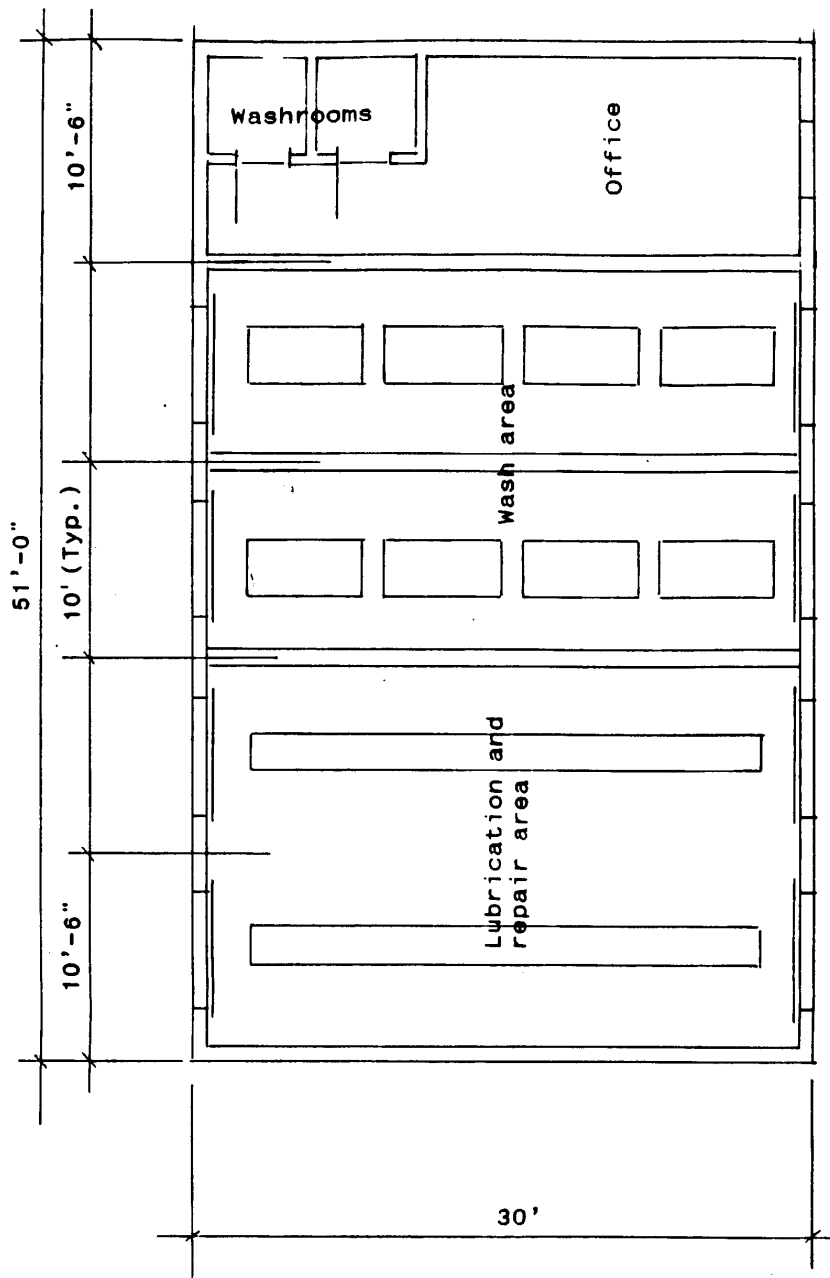 Washrooms
Office
10'-6"
Wash area
10' (Typ.)
51'-0"
Lubrication and
repair area
10'-6"
30'